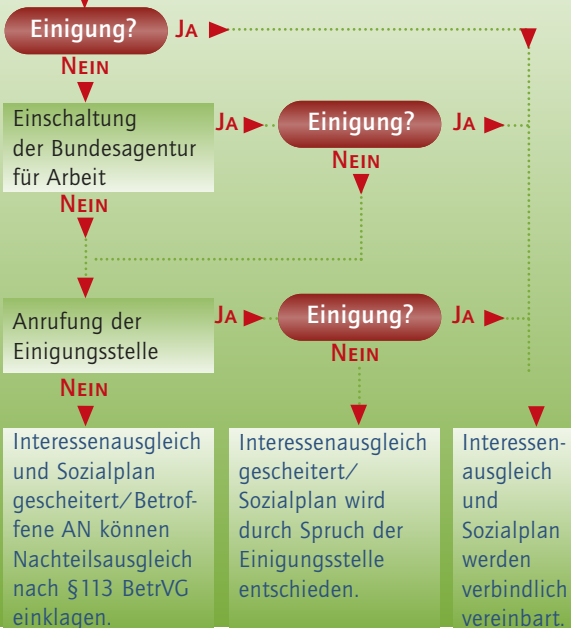 Einigung? JA
NEIN
Einschaltung
der Bundesagentur
für Arbeit
JA
Einigung? JA
NEIN
NEIN
Anrufung der
Einigungsstelle
JA
Einigung? JA
NEIN
NEIN
Interessenausgleich
und Sozialplan
gescheitert/Betrof-
fene AN können
Nachteilsausgleich
nach §113 BetrVG
einklagen.
Interessenausgleich
gescheitert/
Sozialplan wird
durch Spruch der
Einigungsstelle
entschieden.
Interessen-
ausgleich
und
Sozialplan
werden
verbindlich
vereinbart.